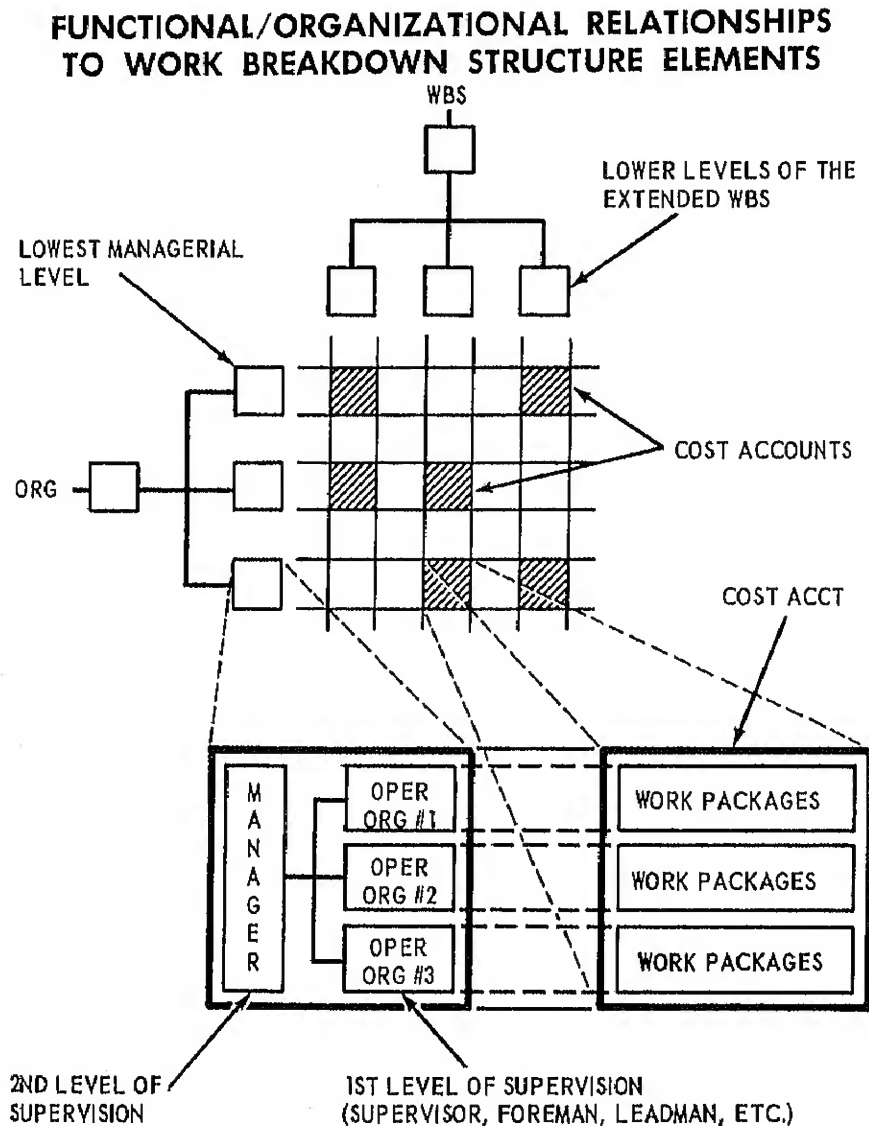 FUNCTIONAL/ORGANIZATIONAL RELATIONSHIPS
TO WORK BREAKDOWN STRUCTURE ELEMENTS
WBS
LOWER LEVELS OF THE
EXTENDED WBS
LOWEST MANAGERIAL
LEVEL
COST ACCOUNTS
ORG
COST ACCT
MANAGER
OPER
ORG #1
WORK PACKAGES
OPER
ORG #2
WORK PACKAGES
OPER
ORG #3
WORK PACKAGES
2ND LEVEL OF
SUPERVISION
1ST LEVEL OF SUPERVISION
(SUPERVISOR, FOREMAN, LEADMAN, ETC.)